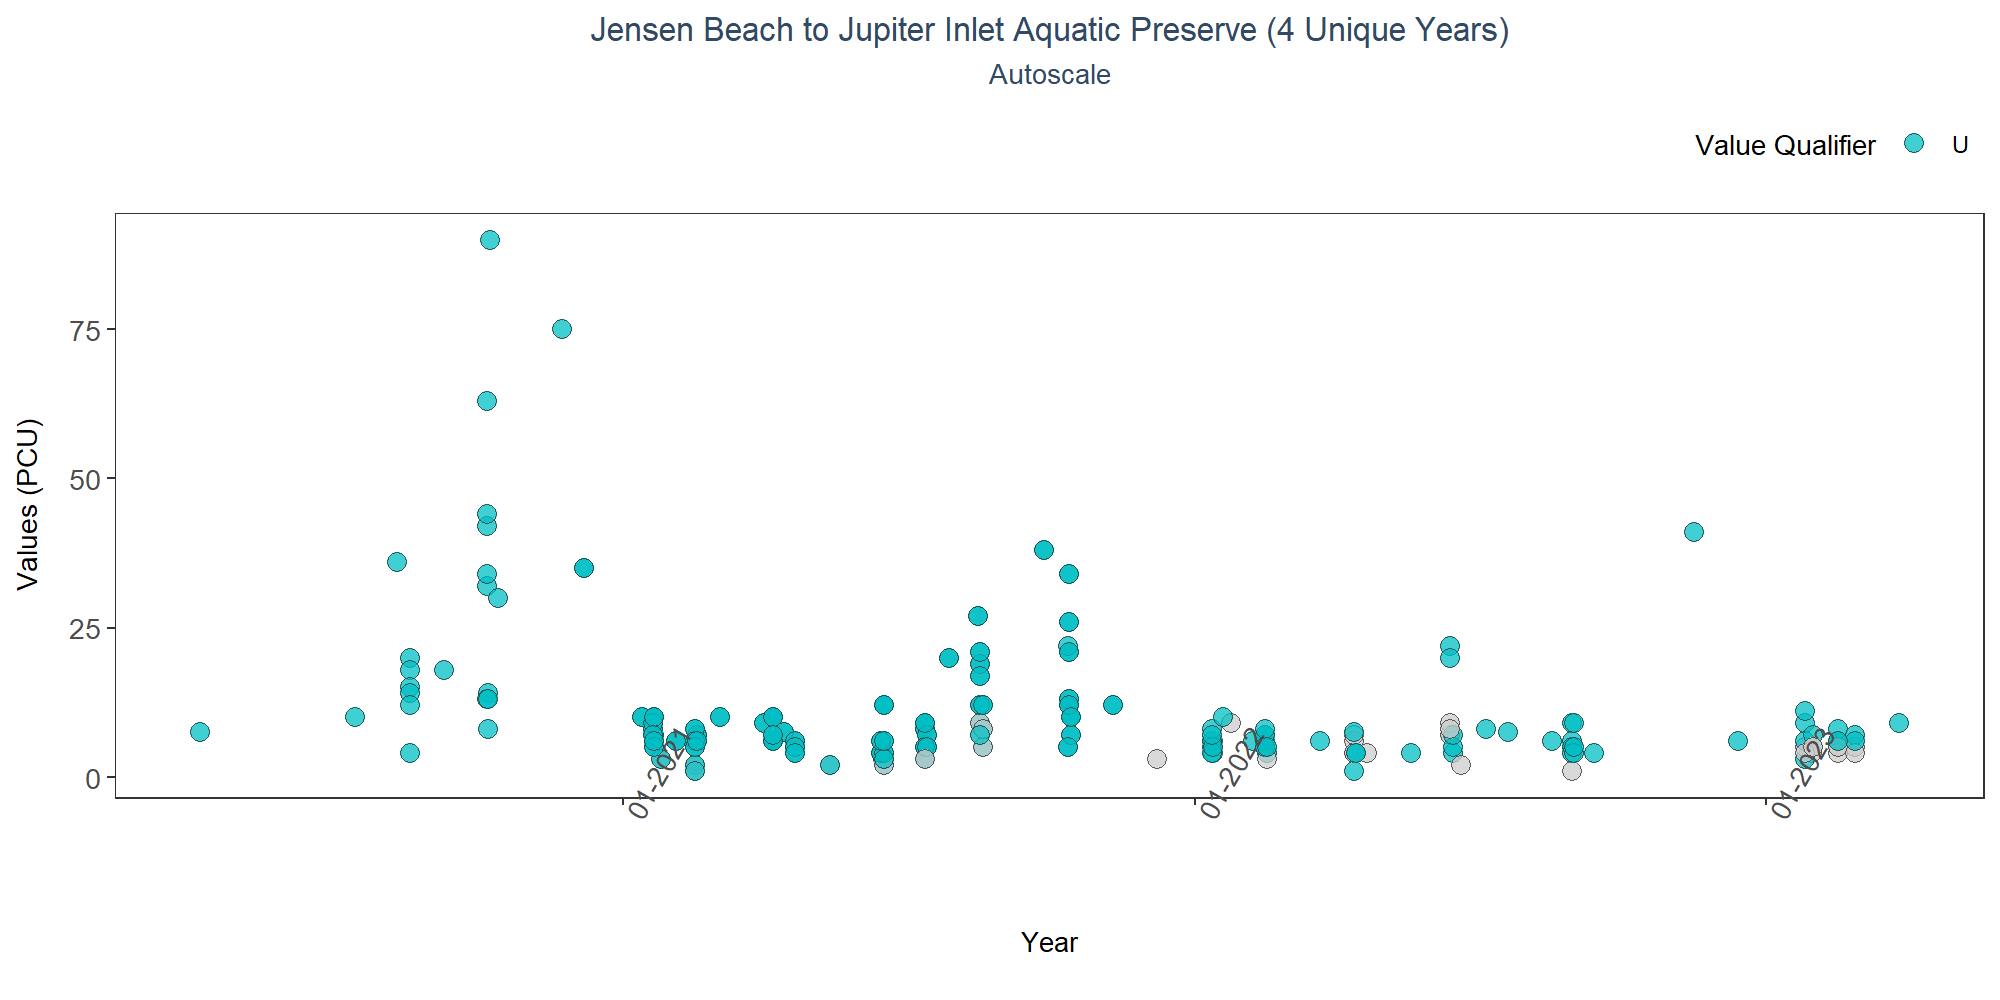 Jensen Beach to Jupiter Inlet Aquatic Preserve (4 Unique Years)
Autoscale
Value Qualifier U
Values (PCU)
75
50
25
0
01-2021
01-2022
01-2023
Year